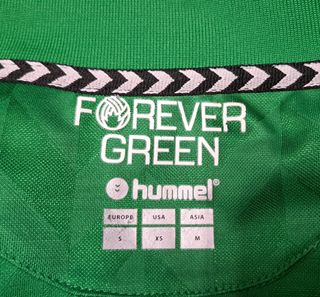 FOREVER
GREEN
hummel
EUROPE USA ASIA
S XS M